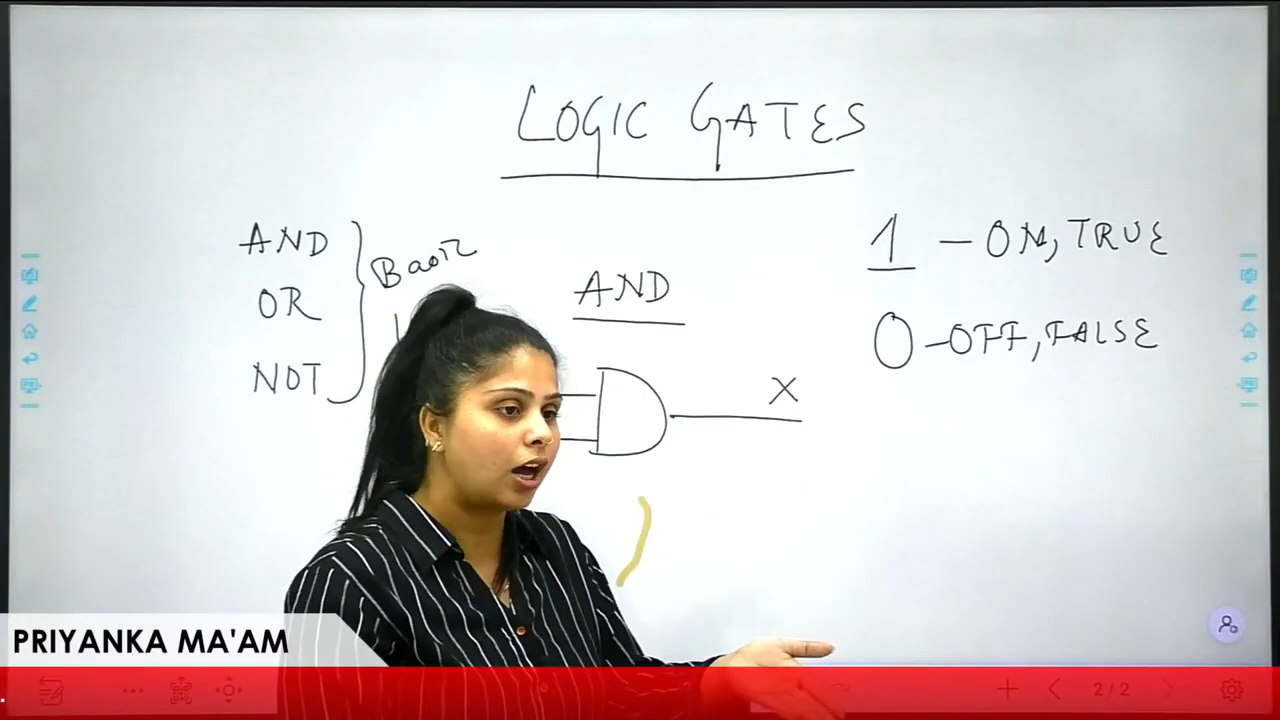 LOGIC GATES
AND
OR
NOT
Basic
AND
X
1 - ON, TRUE
0 - OFF, FALSE
PRIYANKA MA'AM
2/2